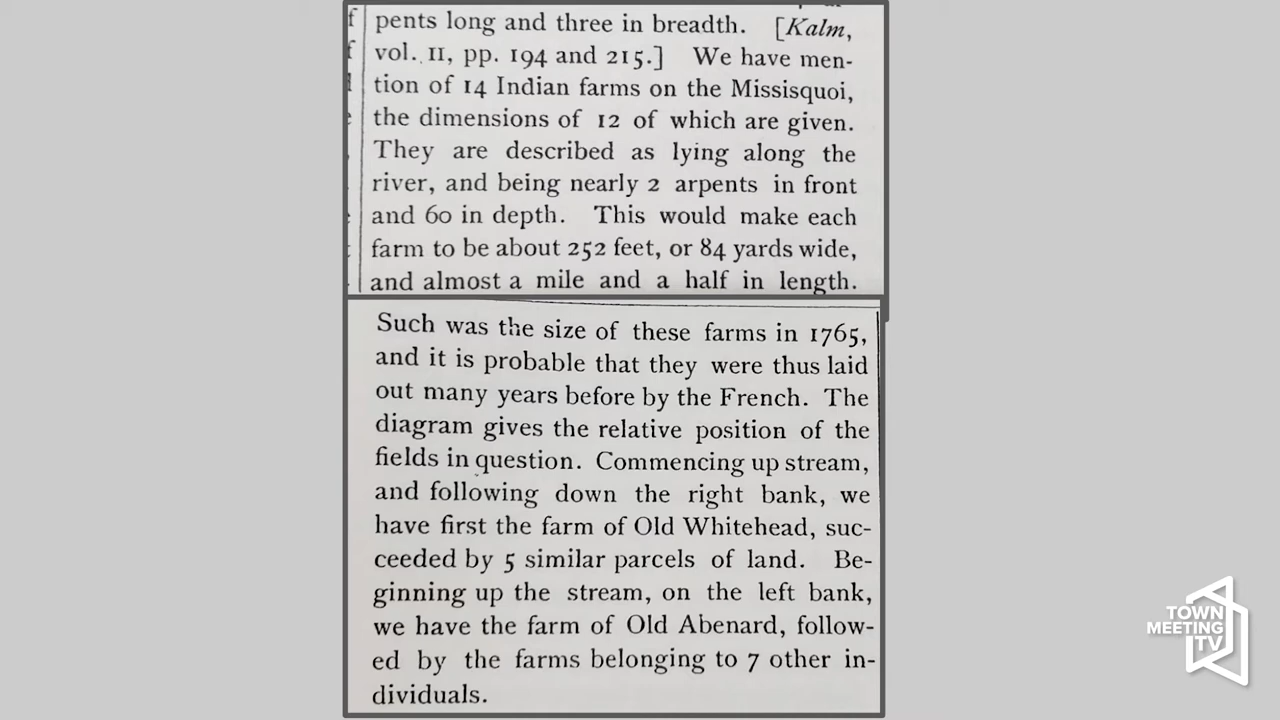 pents long and three in breadth. [Kalm,
vol. II, pp. 194 and 215.] We have men-
tion of 14 Indian farms on the Missisquoi,
the dimensions of 12 of which are given.
They are described as lying along the
river, and being nearly 2 arpents in front
and 60 in depth. This would make each
farm to be about 252 feet, or 84 yards wide,
and almost a mile and a half in length.
Such was the size of these farms in 1765,
and it is probable that they were thus laid
out many years before by the French. The
diagram gives the relative position of the
fields in question. Commencing up stream,
and following down the right bank, we
have first the farm of Old Whitehead, suc-
ceeded by 5 similar parcels of land. Be-
ginning up the stream, on the left bank,
we have the farm of Old Abenard, follow-
ed by the farms belonging to 7 other in-
dividuals.
TOWN
MEETING
TV